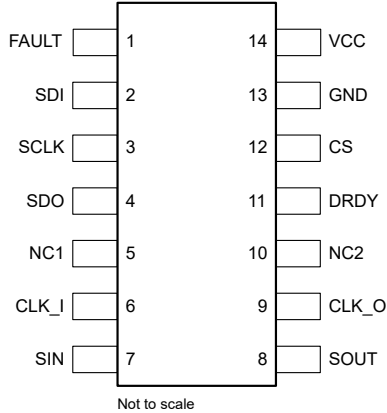 FAULT 1 14 VCC
SDI 2 13 GND
SCLK 3 12 CS
SDO 4 11 DRDY
NC1 5 10 NC2
CLK_I 6 9 CLK_O
SIN 7 8 SOUT
Not to scale